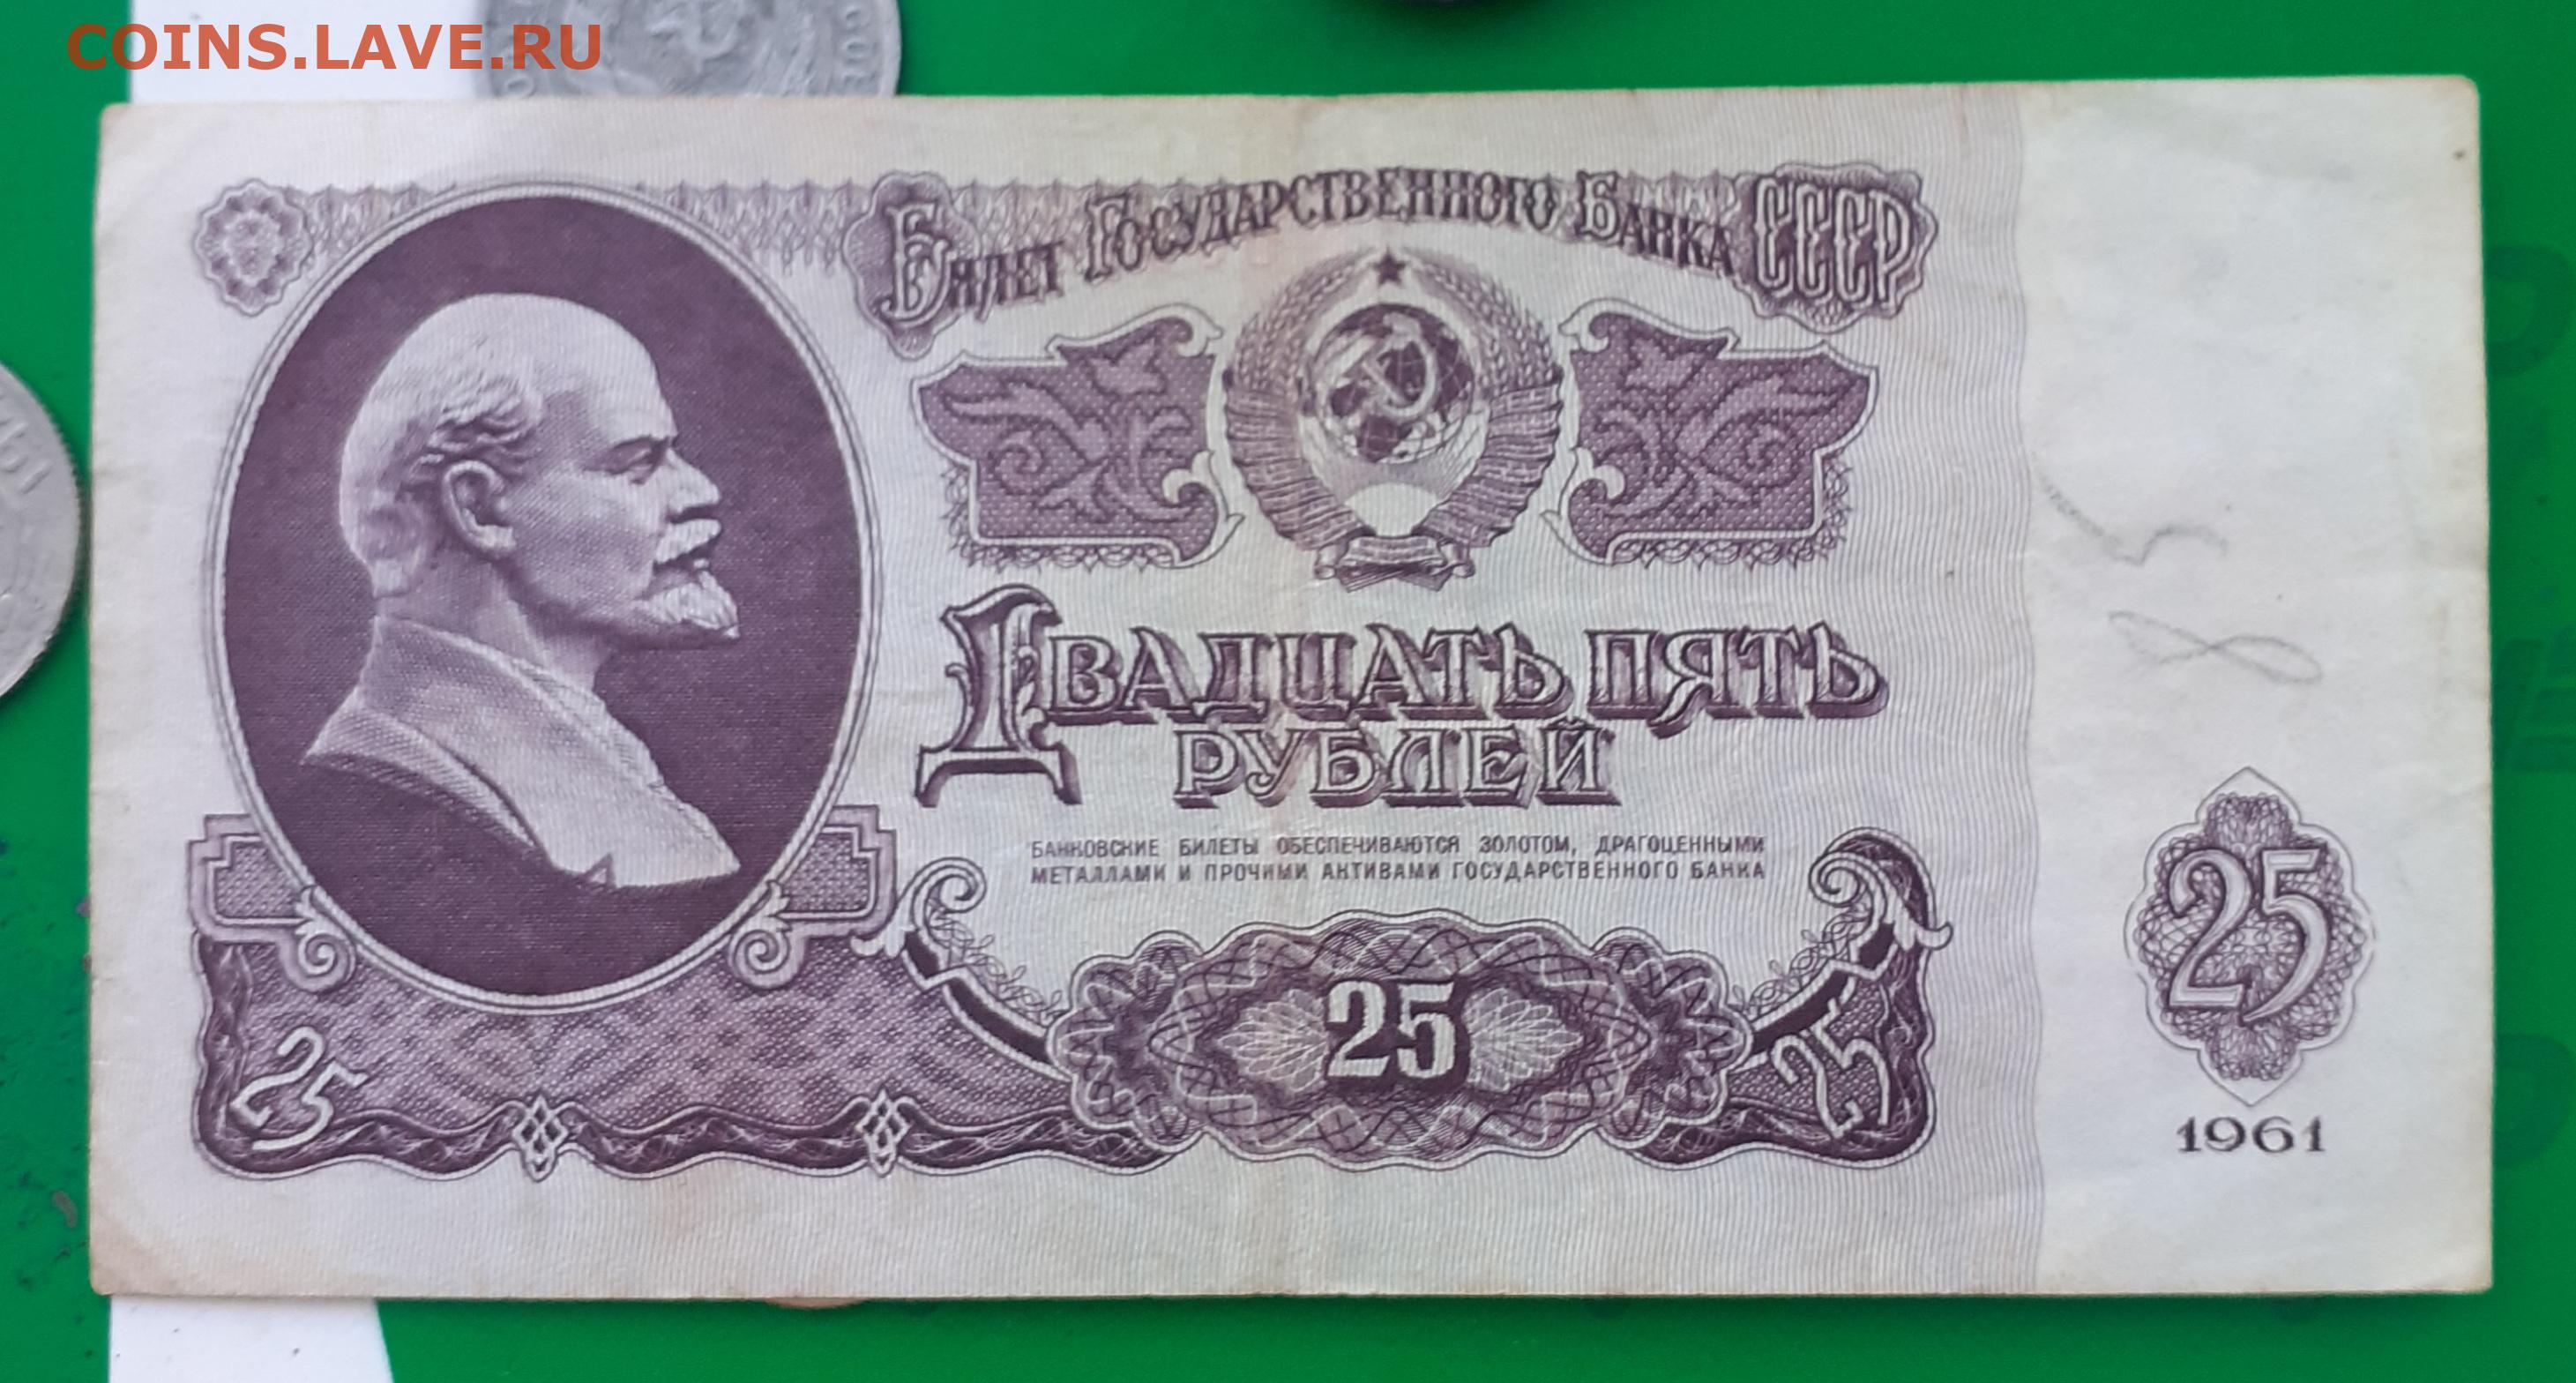 COINS.LAVE.RU
Билет Государственного Банка СССР
Двадцать пять
рублей
БАНКОВСКИЕ БИЛЕТЫ ОБЕСПЕЧИВАЮТСЯ ЗОЛОТОМ, ДРАГОЦЕННЫМИ
МЕТАЛЛАМИ И ПРОЧИМИ АКТИВАМИ ГОСУДАРСТВЕННОГО БАНКА
25
25
25
25
1961